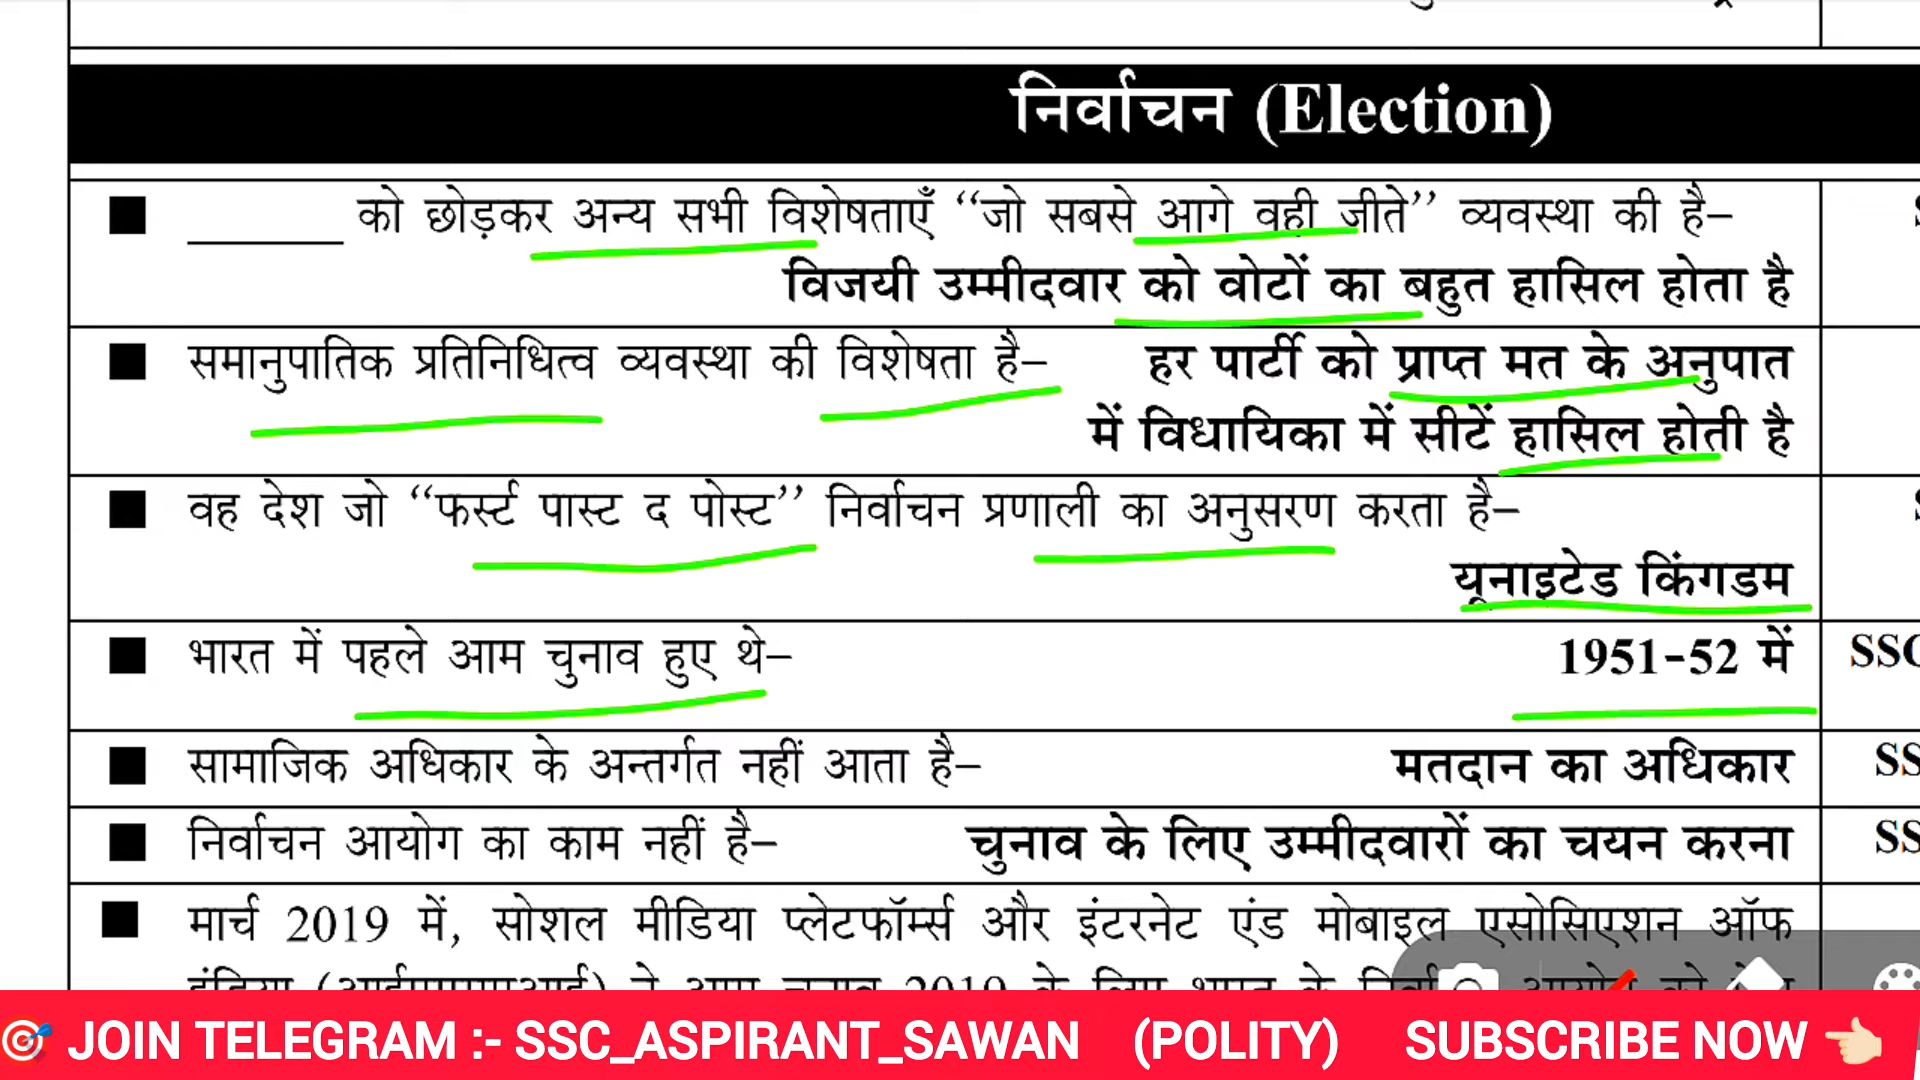 निर्वाचन (Election)
■ ______ को छोड़कर अन्य सभी विशेषताएँ “जो सबसे आगे वही जीते” व्यवस्था की है–
विजयी उम्मीदवार को वोटों का बहुत हासिल होता है
■ समानुपातिक प्रतिनिधित्व व्यवस्था की विशेषता है– हर पार्टी को प्राप्त मत के अनुपात
में विधायिका में सीटें हासिल होती है
■ वह देश जो “फर्स्ट पास्ट द पोस्ट” निर्वाचन प्रणाली का अनुसरण करता है–
यूनाइटेड किंगडम
■ भारत में पहले आम चुनाव हुए थे– 1951-52 में
■ सामाजिक अधिकार के अन्तर्गत नहीं आता है– मतदान का अधिकार
■ निर्वाचन आयोग का काम नहीं है– चुनाव के लिए उम्मीदवारों का चयन करना
■ मार्च 2019 में, सोशल मीडिया प्लेटफॉर्म्स और इंटरनेट एंड मोबाइल एसोसिएशन ऑफ
JOIN TELEGRAM :- SSC_ASPIRANT_SAWAN (POLITY) SUBSCRIBE NOW